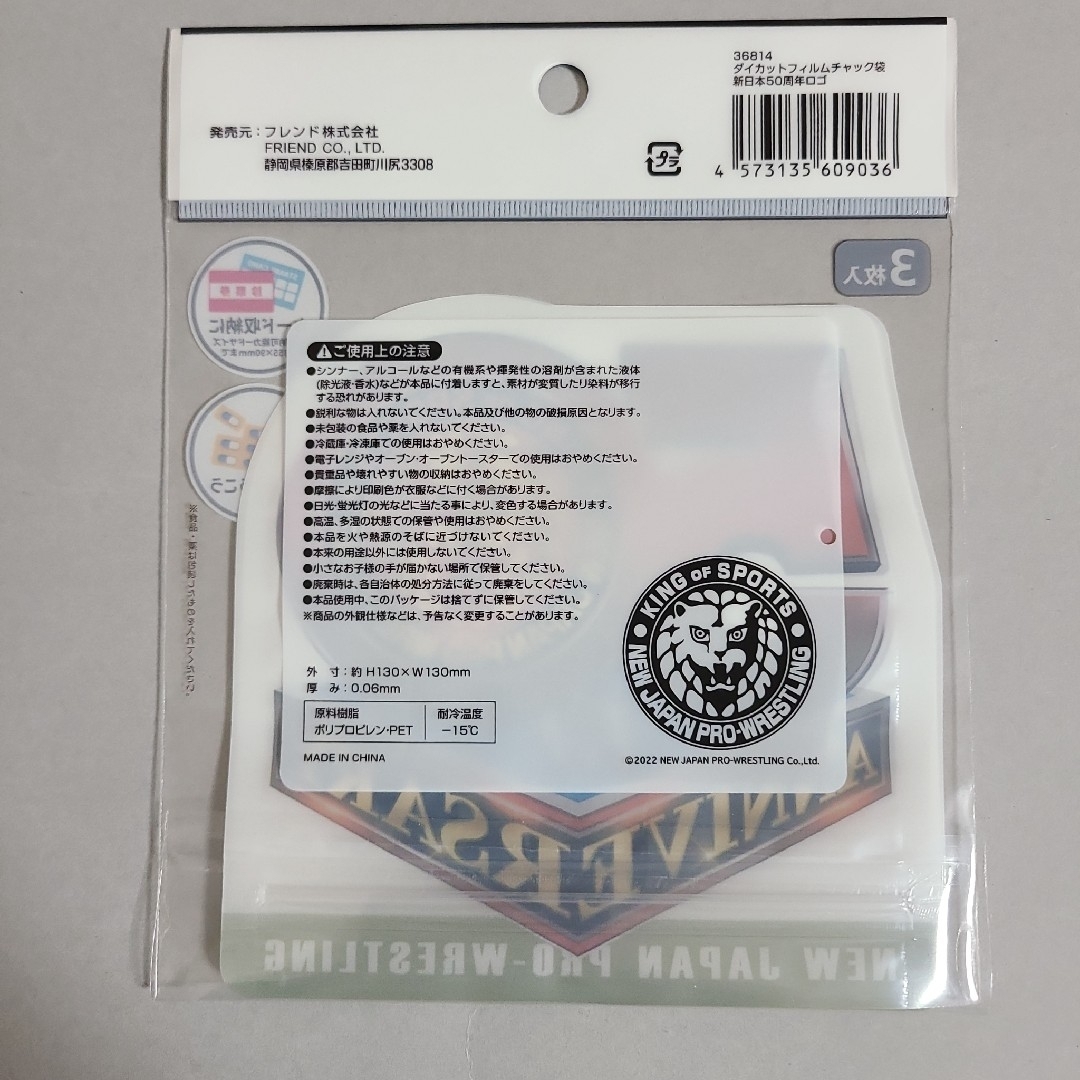 36814
ダイカットフィルムチャック袋
新日本50周年ロゴ
発売元：フレンド株式会社
FRIEND CO., LTD.
静岡県榛原郡吉田町川尻3308
プラ
4 573135 609036
3枚入
カード収納に
⚠ご使用上の注意
●シンナー、アルコールなどの有機系や揮発性の溶剤が含まれた液体
(除光液・香水)などが本品に付着しますと、素材が変質したり染料が移行
する恐れがあります。
●鋭利な物は入れないでください。本品及び他の物の破損原因となります。
●未包装の食品や薬を入れないでください。
●冷蔵庫・冷凍庫での使用はおやめください。
●電子レンジやオーブン・オーブントースターでの使用はおやめください。
●貴重品や壊れやすい物の収納はおやめください。
●摩擦により印刷色が衣服などに付く場合があります。
●日光・蛍光灯の光などに当たる事により、変色する場合があります。
●高温、多湿の状態での保管や使用はおやめください。
●本品を火や熱源のそばに近づけないでください。
●本来の用途以外には使用しないでください。
●小さなお子様の手が届かない場所で保管してください。
●廃棄時は、各自治体の処分方法に従って廃棄をしてください。
●本品使用中、このパッケージは捨てずに保管してください。
※商品の外観仕様などは、予告なく変更することがあります。
外 寸：約 H130×W130mm
厚 み：0.06mm
原料樹脂 耐冷温度
ポリプロピレン・PET −15℃
MADE IN CHINA
KING OF SPORTS
NEW JAPAN PRO-WRESTLING
©2022 NEW JAPAN PRO-WRESTLING Co.,Ltd.
ANNIVERSAR
NEW JAPAN PRO-WRESTLING